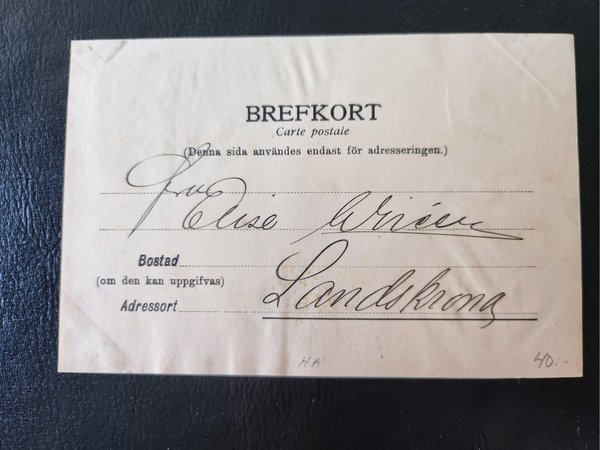 BREFKORT
Carte postale
(Denna sida användes endast för adresseringen.)
Fru
Elise
Bostad
(om den kan uppgifvas)
Landskrona
Adressort
HA
40:-